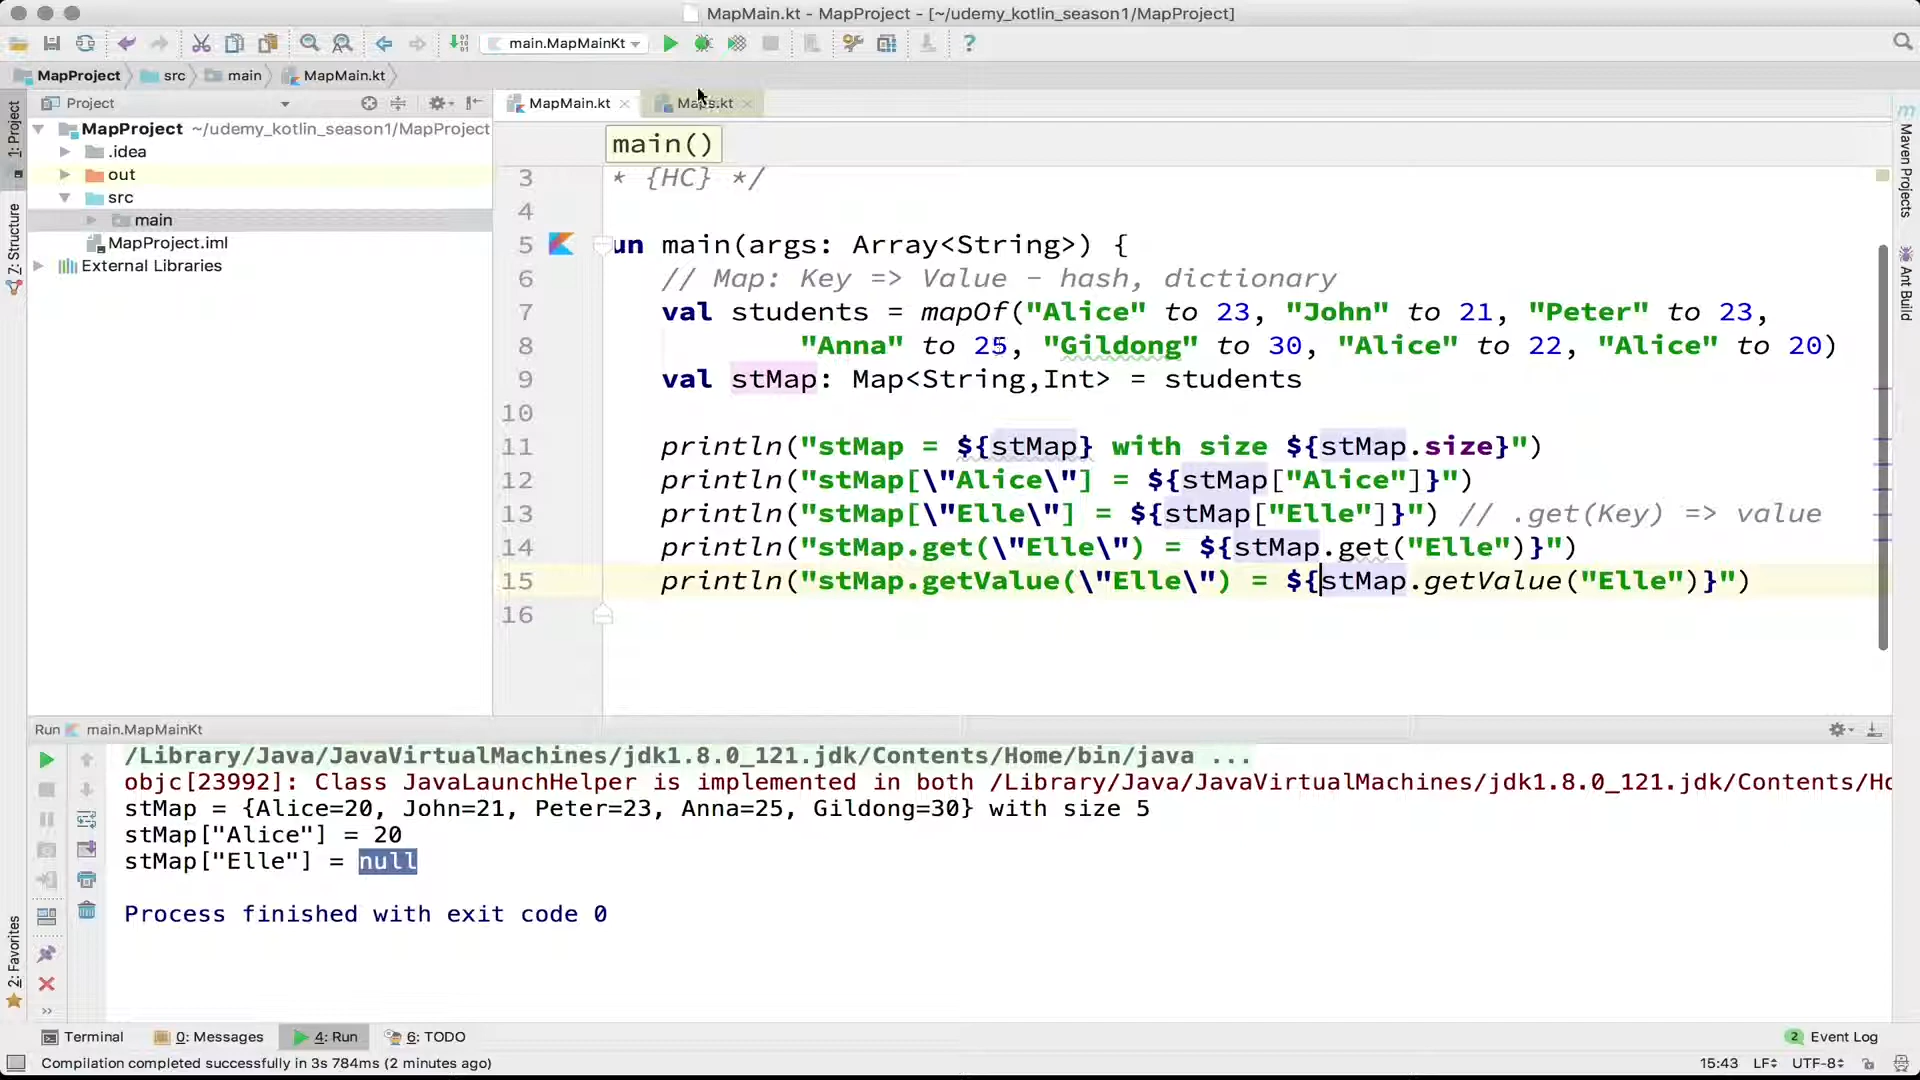 MapMain.kt - MapProject - [~/udemy_kotlin_season1/MapProject]
main.MapMainKt
MapProject src main MapMain.kt
1: Project
Project
MapMain.kt
Maps.kt
MapProject ~/udemy_kotlin_season1/MapProject
.idea
out
src
main
MapProject.iml
External Libraries
7: Structure
2: Favorites
Maven Projects
Ant Build
main()
3 * {HC} */
4
5 un main(args: Array<String>) {
6 // Map: Key => Value - hash, dictionary
7 val students = mapOf("Alice" to 23, "John" to 21, "Peter" to 23,
8 "Anna" to 25, "Gildong" to 30, "Alice" to 22, "Alice" to 20)
9 val stMap: Map<String,Int> = students
10
11 println("stMap = ${stMap} with size ${stMap.size}")
12 println("stMap[\"Alice\"] = ${stMap["Alice"]}")
13 println("stMap[\"Elle\"] = ${stMap["Elle"]}") // .get(Key) => value
14 println("stMap.get(\"Elle\") = ${stMap.get("Elle")}")
15 println("stMap.getValue(\"Elle\") = ${stMap.getValue("Elle")}")
16
Run main.MapMainKt
/Library/Java/JavaVirtualMachines/jdk1.8.0_121.jdk/Contents/Home/bin/java ...
objc[23992]: Class JavaLaunchHelper is implemented in both /Library/Java/JavaVirtualMachines/jdk1.8.0_121.jdk/Contents/Ho
stMap = {Alice=20, John=21, Peter=23, Anna=25, Gildong=30} with size 5
stMap["Alice"] = 20
stMap["Elle"] = null
Process finished with exit code 0
Terminal 0: Messages 4: Run 6: TODO 2 Event Log
Compilation completed successfully in 3s 784ms (2 minutes ago) 15:43 LF UTF-8